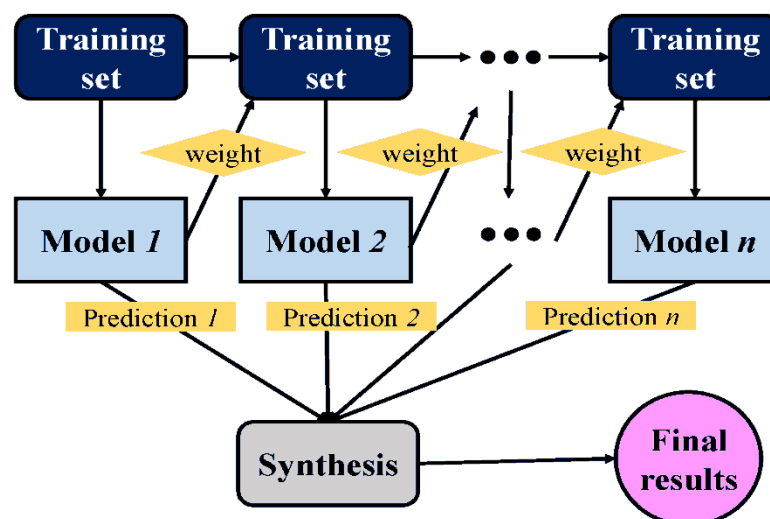 Training
set
Training
set
Training
set
weight
weight
weight
Model 1
Model 2
Model n
Prediction 1
Prediction 2
Prediction n
Synthesis
Final
results